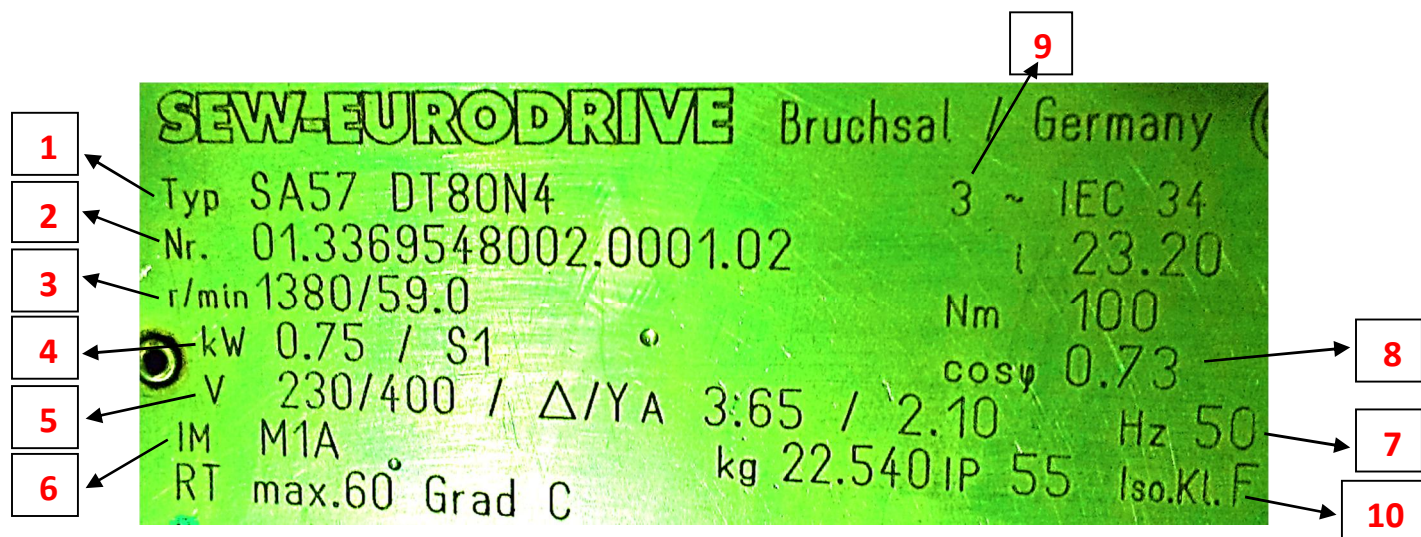 9
SEW-EURODRIVE Bruchsal / Germany
1
Typ SA57 DT80N4 3 ~ IEC 34
2
Nr. 01.3369548002.0001.02 i 23.20
3
r/min 1380/59.0 Nm 100
4
kW 0.75 / S1 cosφ 0.73
8
5
V 230/400 / Δ/Y A 3.65 / 2.10 Hz 50
7
6
IM M1A kg 22.540 IP 55 Iso.Kl. F
10
RT max.60° Grad C